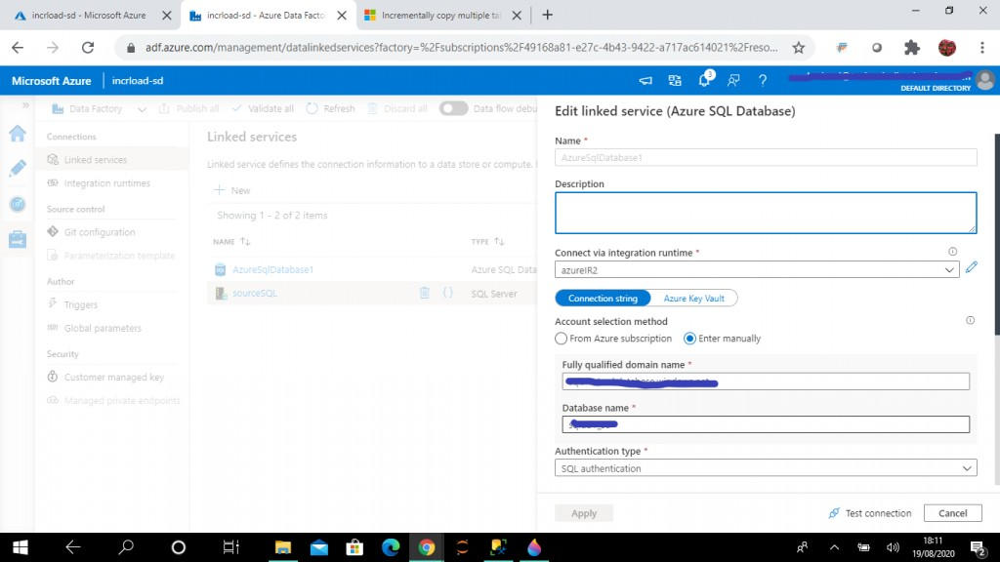 incrload-sd - Microsoft Azure
incrload-sd - Azure Data Facto
Incrementally copy multiple ta
adf.azure.com/management/datalinkedservices?factory=%2Fsubscriptions%2F49168a81-e27c-4b43-9422-a717ac614021%2Freso...
Microsoft Azure
incrload-sd
3
DEFAULT DIRECTORY
Data Factory
Publish all
Validate all
Refresh
Discard all
Data flow debu
Connections
Linked services
Integration runtimes
Source control
Git configuration
Parameterization template
Author
Triggers
Global parameters
Security
Customer managed key
Managed private endpoints
Linked services
Linked service defines the connection information to a data store or compute.
New
Showing 1 - 2 of 2 items
NAME
TYPE
AzureSqlDatabase1
Azure SQL Data
sourceSQL
SQL Server
Edit linked service (Azure SQL Database)
Name *
AzureSqlDatabase1
Description
Connect via integration runtime *
azureIR2
Connection string
Azure Key Vault
Account selection method
From Azure subscription
Enter manually
Fully qualified domain name *
Database name *
Authentication type *
SQL authentication
Apply
Test connection
Cancel
18:11
19/08/2020
2